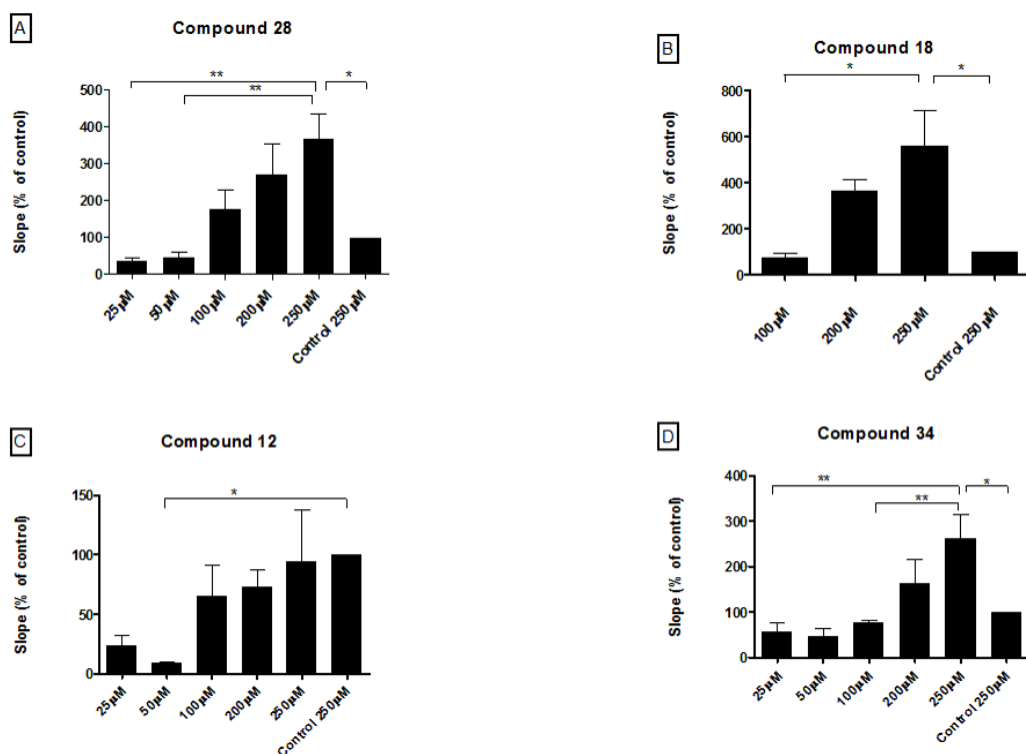 A
Compound 28
Slope (% of control)
500
400
300
200
100
0
**
**
*
25µM
50µM
100µM
200µM
250µM
Control 250µM
B
Compound 18
Slope (% of control)
800
600
400
200
0
*
*
100µM
200µM
250µM
Control 250µM
C
Compound 12
Slope (% of control)
150
100
50
0
*
25µM
50µM
100µM
200µM
250µM
Control 250µM
D
Compound 34
Slope (% of control)
400
300
200
100
0
**
**
*
25µM
50µM
100µM
200µM
250µM
Control 250µM